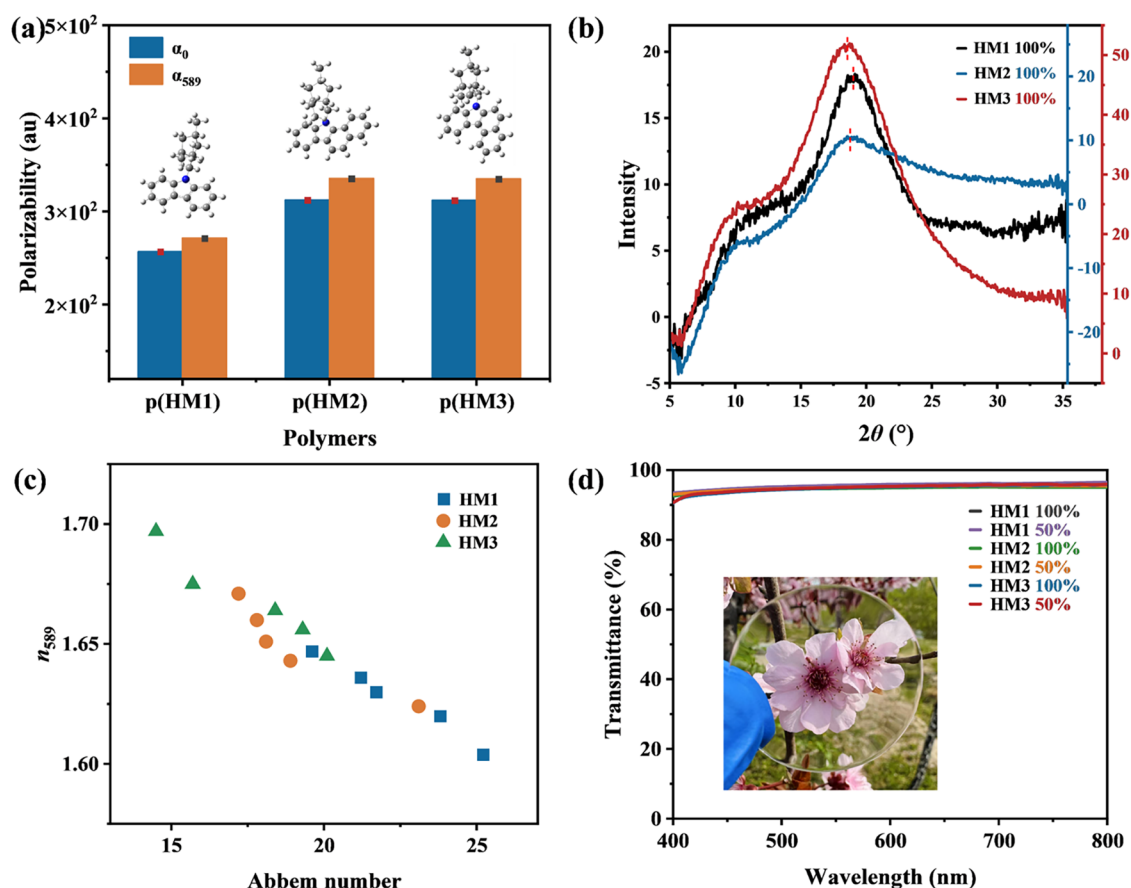 (a)
5×10²
4×10²
3×10²
2×10²
Polarizability (au)
α₀
α₅₈₉
p(HM1) p(HM2) p(HM3)
Polymers
(b)
20
15
10
5
0
-5
Intensity
HM1 100%
HM2 100%
HM3 100%
20
10
0
-10
-20
50
40
30
20
10
0
5 10 15 20 25 30 35
2θ (°)
(c)
1.70
1.65
1.60
n₅₈₉
HM1
HM2
HM3
15 20 25
Abbem number
(d)
100
80
60
40
20
0
Transmittance (%)
HM1 100%
HM1 50%
HM2 100%
HM2 50%
HM3 100%
HM3 50%
400 500 600 700 800
Wavelength (nm)